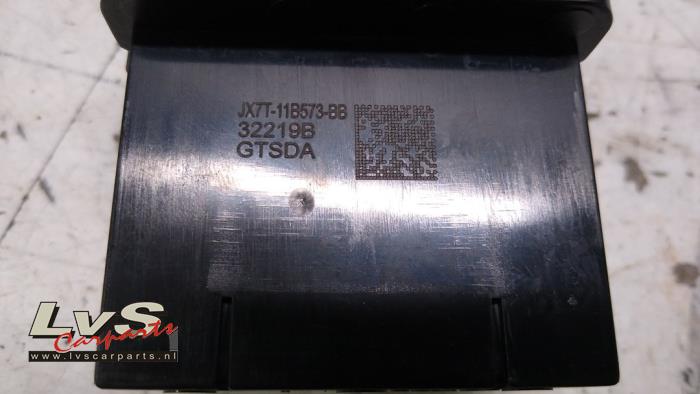 JX7T-11B573-BB
32219B
GTSDA
LvS
Carparts
www.lvscarparts.nl